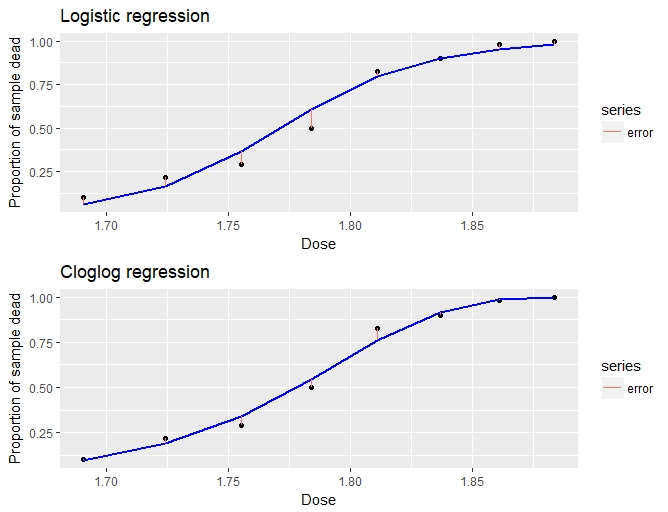 Logistic regression
Proportion of sample dead
1.00
0.75
0.50
0.25
1.70 1.75 1.80 1.85
Dose
series
error
Cloglog regression
Proportion of sample dead
1.00
0.75
0.50
0.25
1.70 1.75 1.80 1.85
Dose
series
error